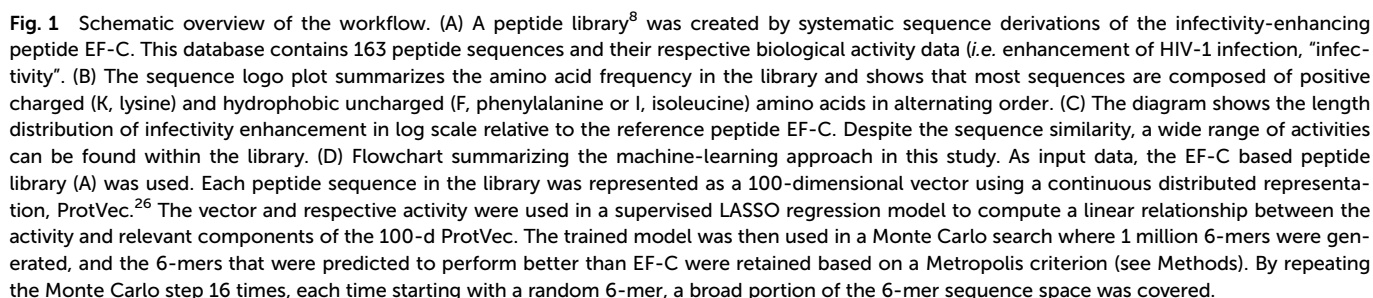 Fig. 1 Schematic overview of the workflow. (A) A peptide library8 was created by systematic sequence derivations of the infectivity-enhancing
peptide EF-C. This database contains 163 peptide sequences and their respective biological activity data (i.e. enhancement of HIV-1 infection, "infec-
tivity". (B) The sequence logo plot summarizes the amino acid frequency in the library and shows that most sequences are composed of positive
charged (K, lysine) and hydrophobic uncharged (F, phenylalanine or I, isoleucine) amino acids in alternating order. (C) The diagram shows the length
distribution of infectivity enhancement in log scale relative to the reference peptide EF-C. Despite the sequence similarity, a wide range of activities
can be found within the library. (D) Flowchart summarizing the machine-learning approach in this study. As input data, the EF-C based peptide
library (A) was used. Each peptide sequence in the library was represented as a 100-dimensional vector using a continuous distributed representa-
tion, ProtVec.26 The vector and respective activity were used in a supervised LASSO regression model to compute a linear relationship between the
activity and relevant components of the 100-d ProtVec. The trained model was then used in a Monte Carlo search where 1 million 6-mers were gen-
erated, and the 6-mers that were predicted to perform better than EF-C were retained based on a Metropolis criterion (see Methods). By repeating
the Monte Carlo step 16 times, each time starting with a random 6-mer, a broad portion of the 6-mer sequence space was covered.